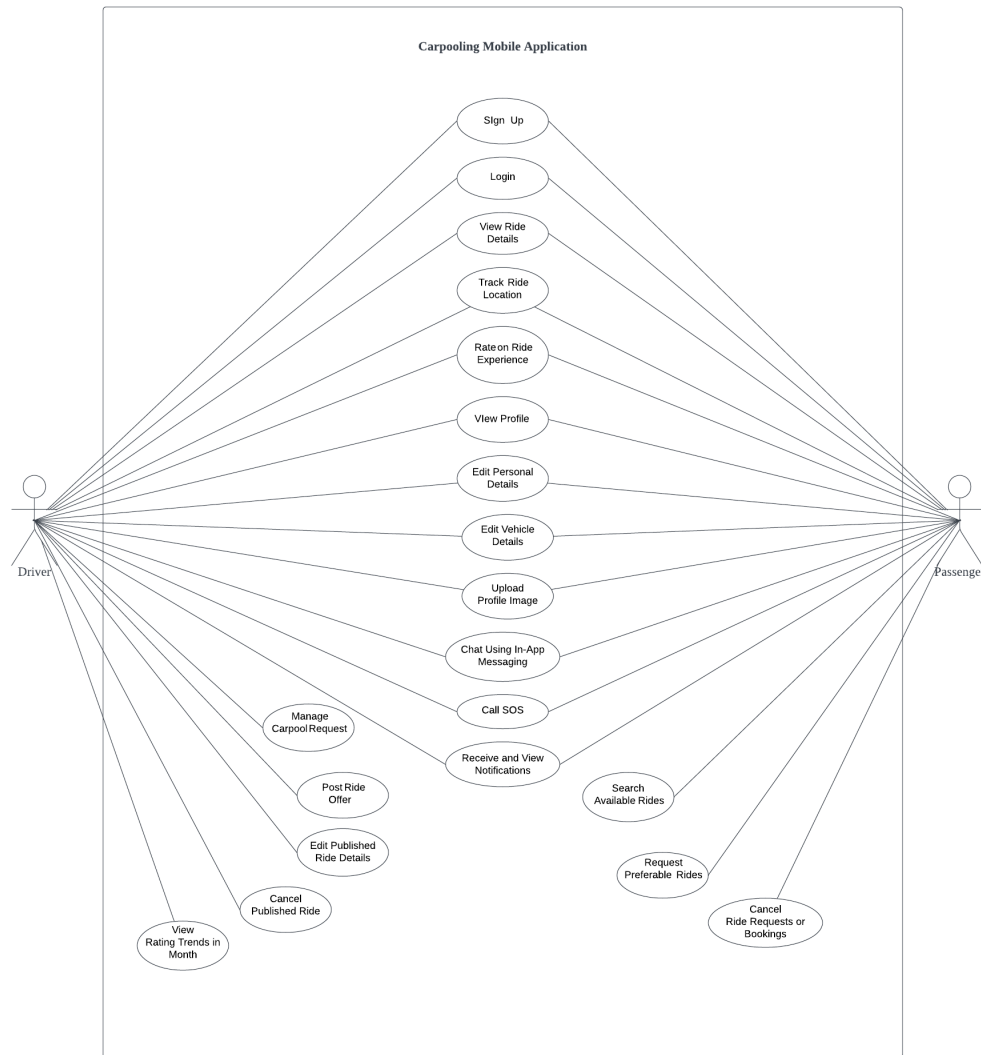 Carpooling Mobile Application
SIgn Up
Login
View Ride
Details
Track Ride
Location
Rate on Ride
Experience
VIew Profile
Edit Personal
Details
Edit Vehicle
Details
Driver
Passenge
Upload
Profile Image
Chat Using In-App
Messaging
Call SOS
Manage
Carpool Request
Receive and View
Notifications
Post Ride
Offer
Search
Available Rides
Edit Published
Ride Details
Request
Preferable Rides
Cancel
Published Ride
Cancel
Ride Requests or
Bookings
View
Rating Trends in
Month